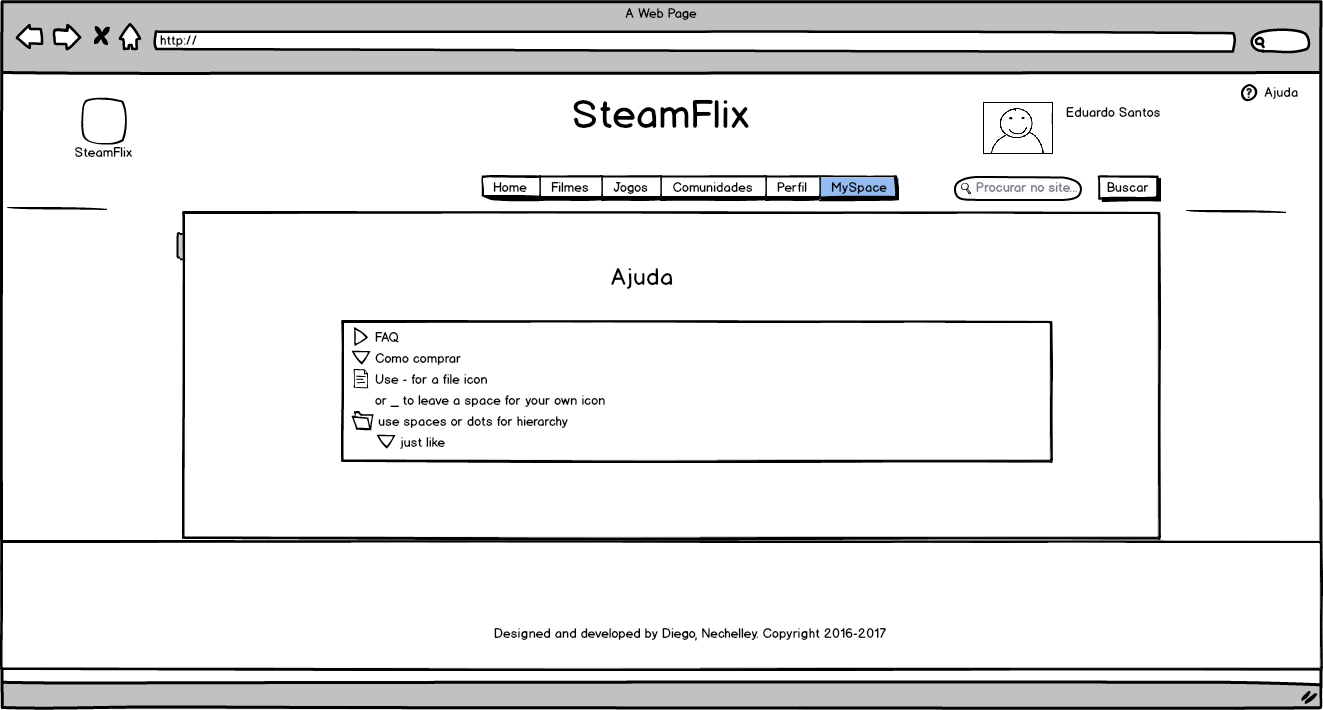 A Web Page
http://
Ajuda
SteamFlix
Eduardo Santos
SteamFlix
Home Filmes Jogos Comunidades Perfil MySpace
Procurar no site...
Buscar
Ajuda
FAQ
Como comprar
Use - for a file icon
or _ to leave a space for your own icon
use spaces or dots for hierarchy
just like
Designed and developed by Diego, Nechelley. Copyright 2016-2017